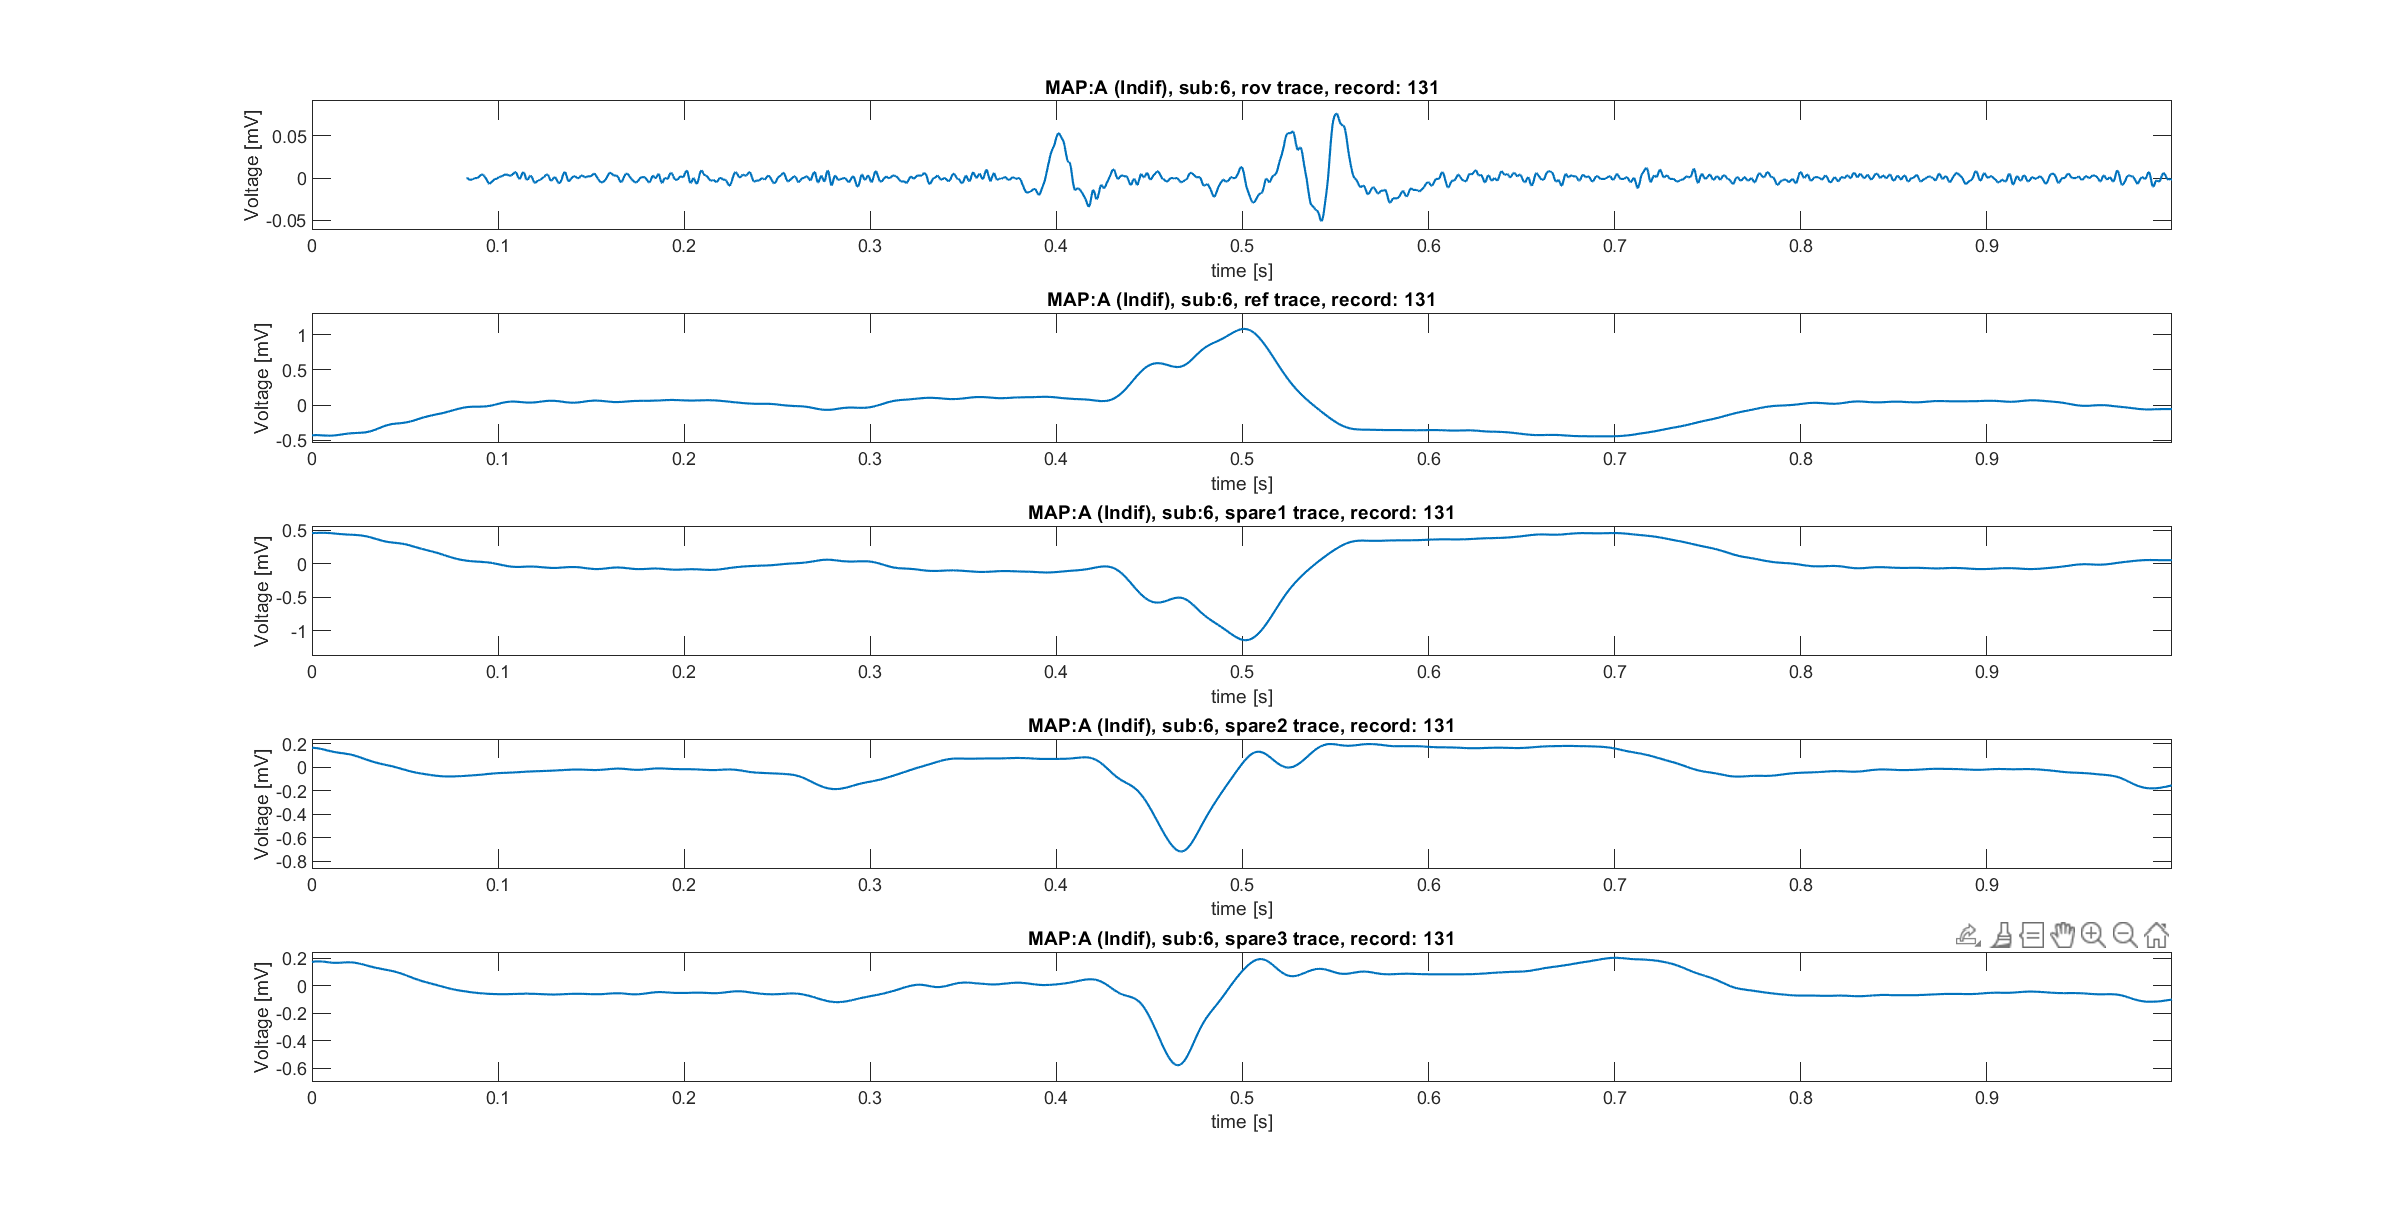 MAP:A (Indif), sub:6, rov trace, record: 131
Voltage [mV]
0.05
0
-0.05
0 0.1 0.2 0.3 0.4 0.5 0.6 0.7 0.8 0.9
time [s]
MAP:A (Indif), sub:6, ref trace, record: 131
Voltage [mV]
1
0.5
0
-0.5
0 0.1 0.2 0.3 0.4 0.5 0.6 0.7 0.8 0.9
time [s]
MAP:A (Indif), sub:6, spare1 trace, record: 131
Voltage [mV]
0.5
0
-0.5
-1
0 0.1 0.2 0.3 0.4 0.5 0.6 0.7 0.8 0.9
time [s]
MAP:A (Indif), sub:6, spare2 trace, record: 131
Voltage [mV]
0.2
0
-0.2
-0.4
-0.6
-0.8
0 0.1 0.2 0.3 0.4 0.5 0.6 0.7 0.8 0.9
time [s]
MAP:A (Indif), sub:6, spare3 trace, record: 131
Voltage [mV]
0.2
0
-0.2
-0.4
-0.6
0 0.1 0.2 0.3 0.4 0.5 0.6 0.7 0.8 0.9
time [s]